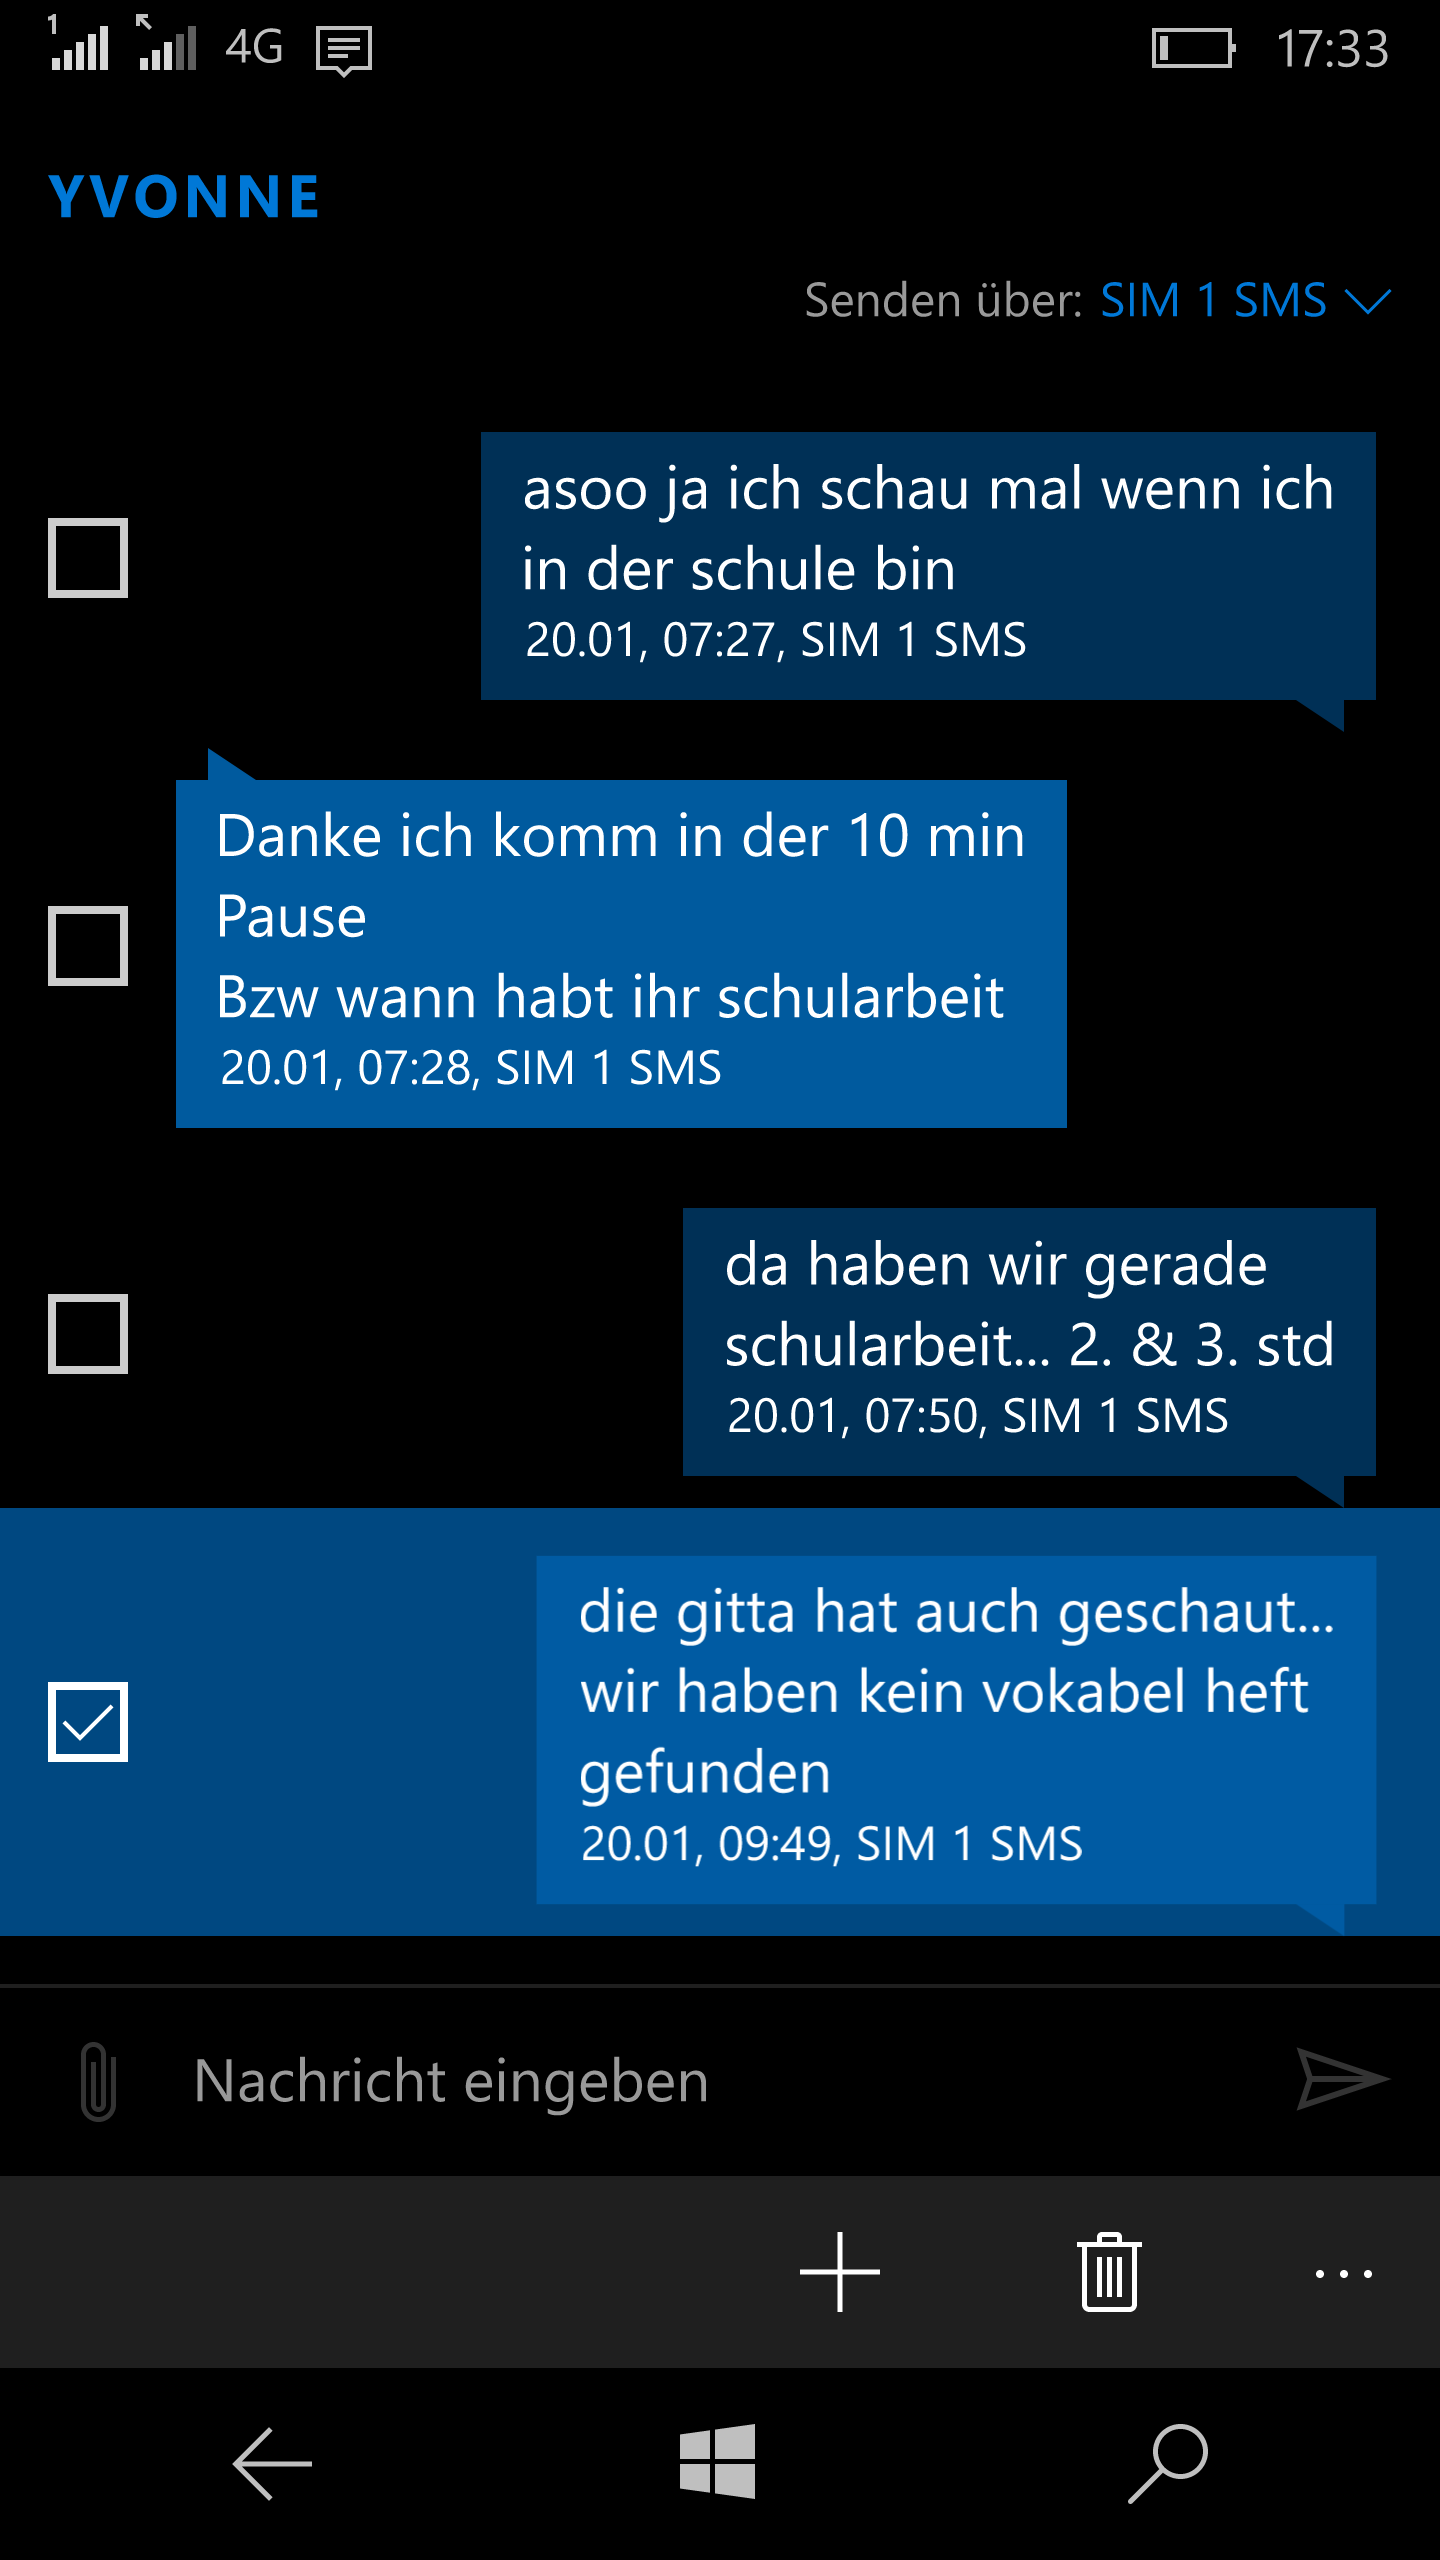 1
4G
17:33
YVONNE
Senden über: SIM 1 SMS
asoo ja ich schau mal wenn ich
in der schule bin
20.01, 07:27, SIM 1 SMS
Danke ich komm in der 10 min
Pause
Bzw wann habt ihr schularbeit
20.01, 07:28, SIM 1 SMS
da haben wir gerade
schularbeit... 2. & 3. std
20.01, 07:50, SIM 1 SMS
die gitta hat auch geschaut...
wir haben kein vokabel heft
gefunden
20.01, 09:49, SIM 1 SMS
Nachricht eingeben